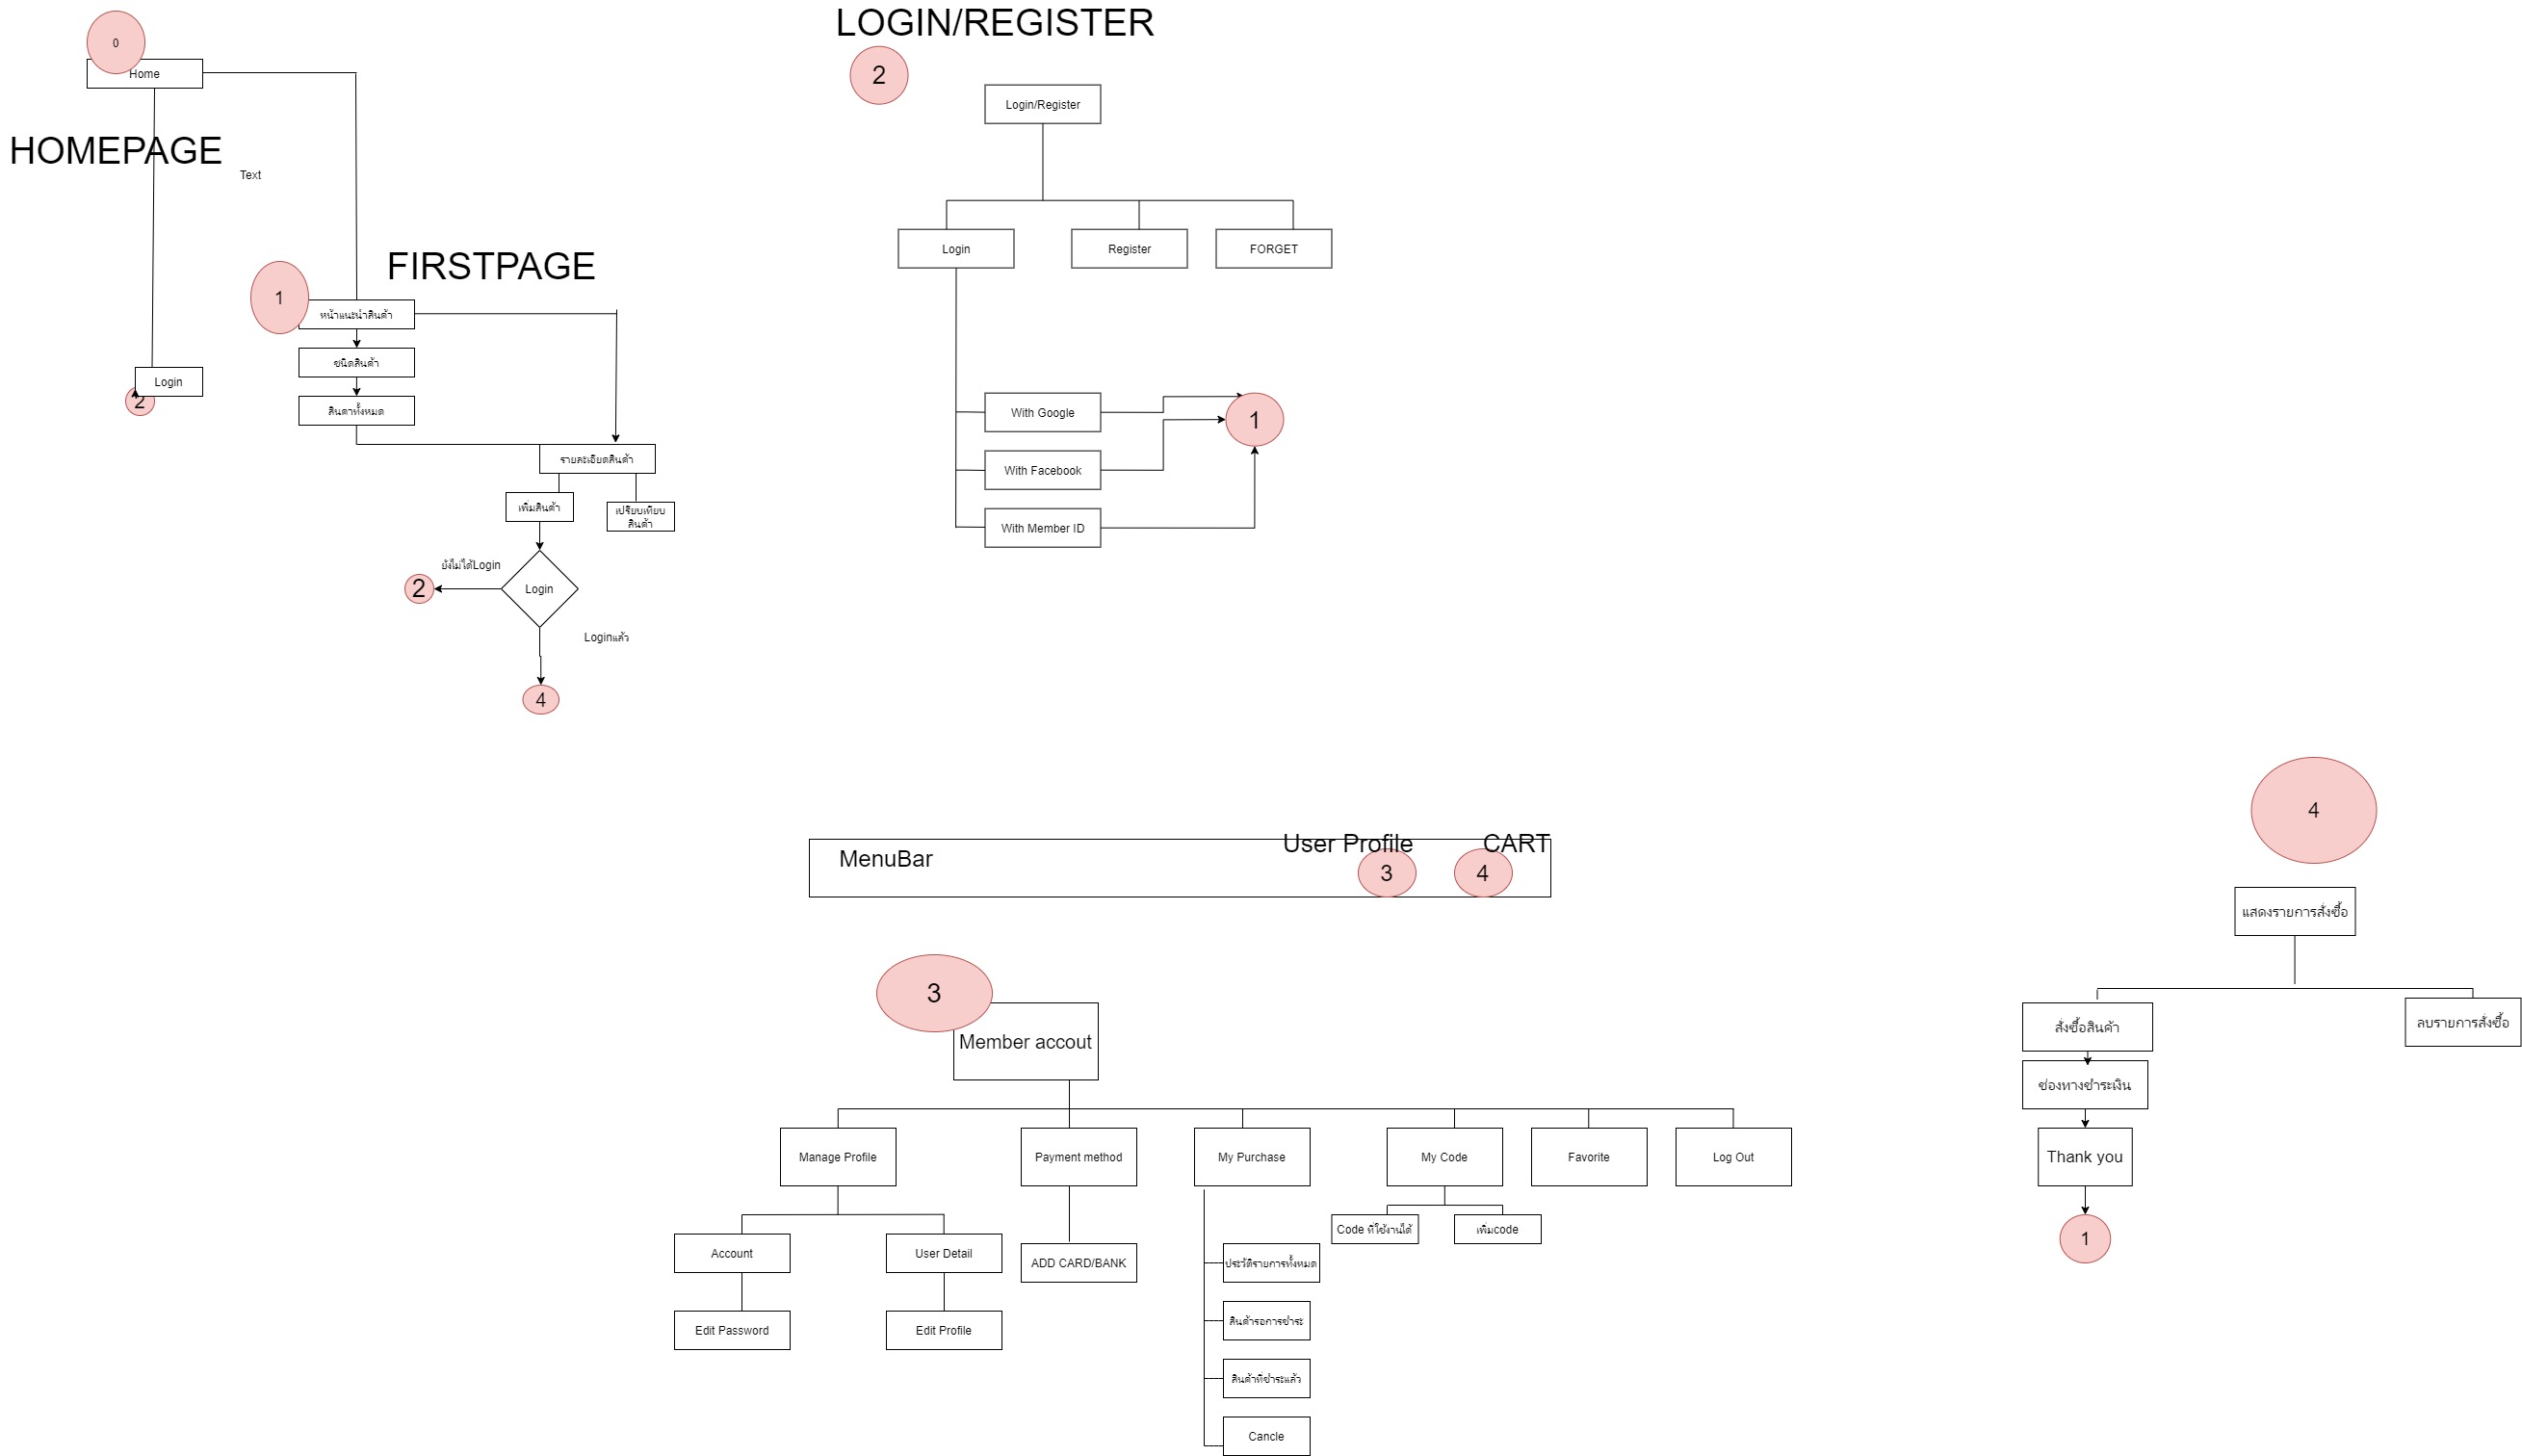 0
Home
HOMEPAGE
Text
Login
2
FIRSTPAGE
1
หน้าแนะนำสินค้า
ชนิดสินค้า
สินคาทั้งหมด
รายละเอียดสินค้า
เพิ่มสินค้า
เปรียบเทียบ
สินค้า
ยังไม่ได้Login
Login
2
Loginแล้ว
4
LOGIN/REGISTER
2
Login/Register
Login
Register
FORGET
With Google
With Facebook
With Member ID
1
MenuBar
User Profile
CART
3
4
3
Member accout
Manage Profile
Payment method
My Purchase
My Code
Favorite
Log Out
Account
User Detail
ADD CARD/BANK
Code ที่ใช้งานได้
เพิ่มcode
Edit Password
Edit Profile
ประวัติรายการทั้งหมด
สินค้ารอการชำระ
สินค้าที่ชำระแล้ว
Cancle
4
แสดงรายการสั่งซื้อ
สั่งซื้อสินค้า
ลบรายการสั่งซื้อ
ช่องทางชำระเงิน
Thank you
1